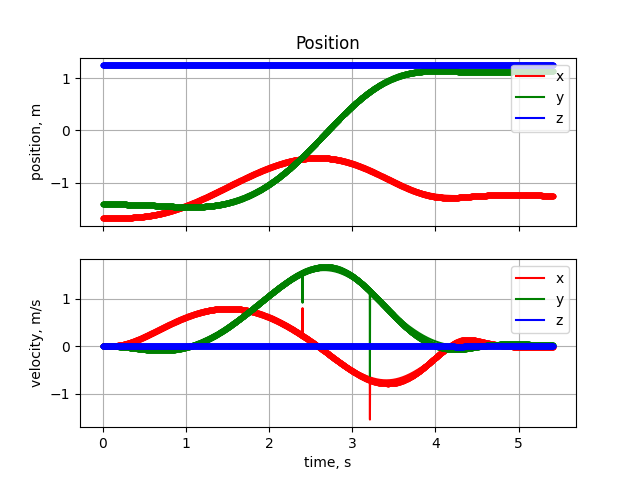 Position
position, m
1
0
−1
x
y
z
velocity, m/s
1
0
−1
x
y
z
0 1 2 3 4 5
time, s